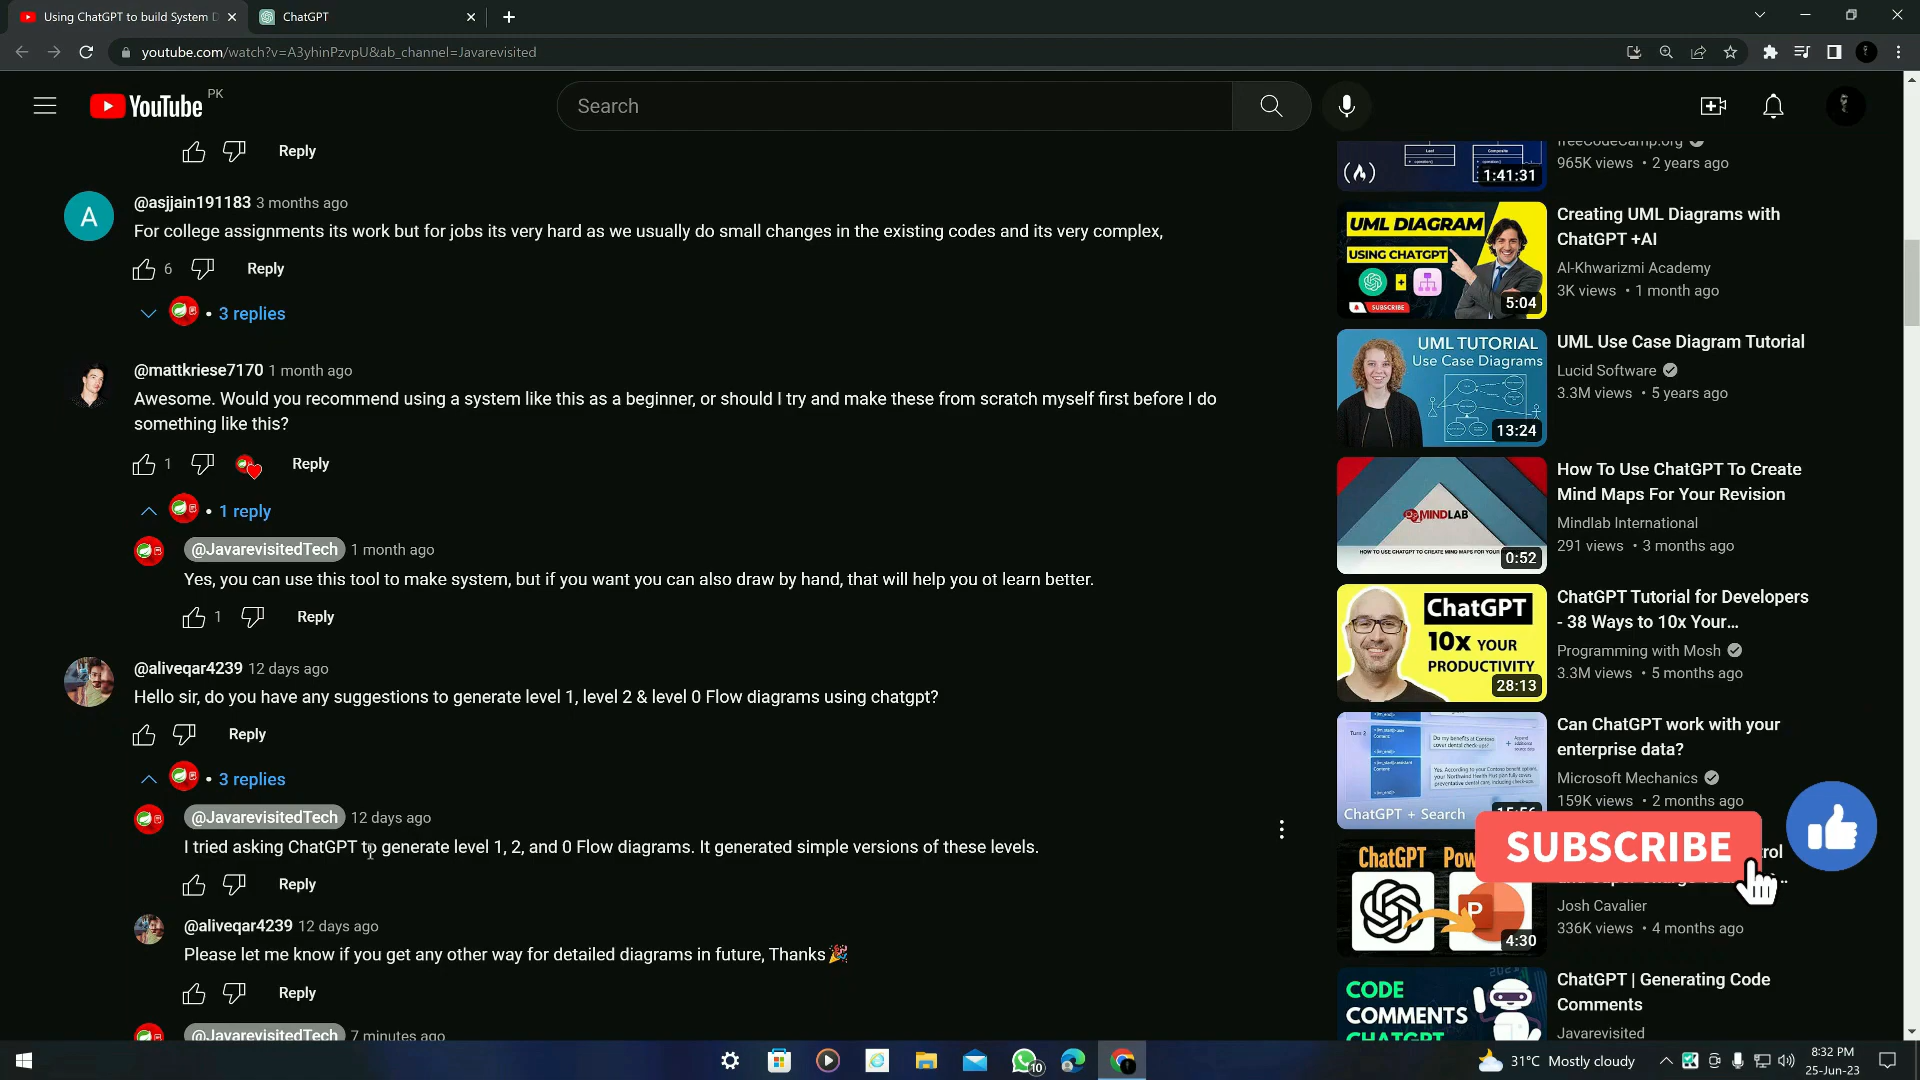 Using ChatGPT to build System D
ChatGPT
youtube.com/watch?v=A3yhinPzvpU&ab_channel=Javarevisited
YouTube PK
Search
Reply
@asjjain191183 3 months ago
For college assignments its work but for jobs its very hard as we usually do small changes in the existing codes and its very complex,
6 Reply
• 3 replies
@mattkriese7170 1 month ago
Awesome. Would you recommend using a system like this as a beginner, or should I try and make these from scratch myself first before I do
something like this?
1 Reply
• 1 reply
@JavarevisitedTech 1 month ago
Yes, you can use this tool to make system, but if you want you can also draw by hand, that will help you ot learn better.
1 Reply
@aliveqar4239 12 days ago
Hello sir, do you have any suggestions to generate level 1, level 2 & level 0 Flow diagrams using chatgpt?
Reply
• 3 replies
@JavarevisitedTech 12 days ago
I tried asking ChatGPT to generate level 1, 2, and 0 Flow diagrams. It generated simple versions of these levels.
Reply
@aliveqar4239 12 days ago
Please let me know if you get any other way for detailed diagrams in future, Thanks🎉
Reply
@JavarevisitedTech 7 minutes ago
freeCodeCamp.org
965K views • 2 years ago
1:41:31
UML DIAGRAM
USING CHATGPT
SUBSCRIBE
5:04
Creating UML Diagrams with
ChatGPT +AI
Al-Khwarizmi Academy
3K views • 1 month ago
UML TUTORIAL
Use Case Diagrams
13:24
UML Use Case Diagram Tutorial
Lucid Software
3.3M views • 5 years ago
MINDLAB
HOW TO USE CHATGPT TO CREATE MIND MAPS FOR YOUR
0:52
How To Use ChatGPT To Create
Mind Maps For Your Revision
Mindlab International
291 views • 3 months ago
ChatGPT
10x YOUR
PRODUCTIVITY
28:13
ChatGPT Tutorial for Developers
- 38 Ways to 10x Your...
Programming with Mosh
3.3M views • 5 months ago
ChatGPT + Search
Can ChatGPT work with your
enterprise data?
Microsoft Mechanics
159K views • 2 months ago
SUBSCRIBE
ChatGPT
P
4:30
Josh Cavalier
336K views • 4 months ago
CODE
COMMENTS
ChatGPT | Generating Code
Comments
Javarevisited
10
31°C Mostly cloudy
8:32 PM
25-Jun-23